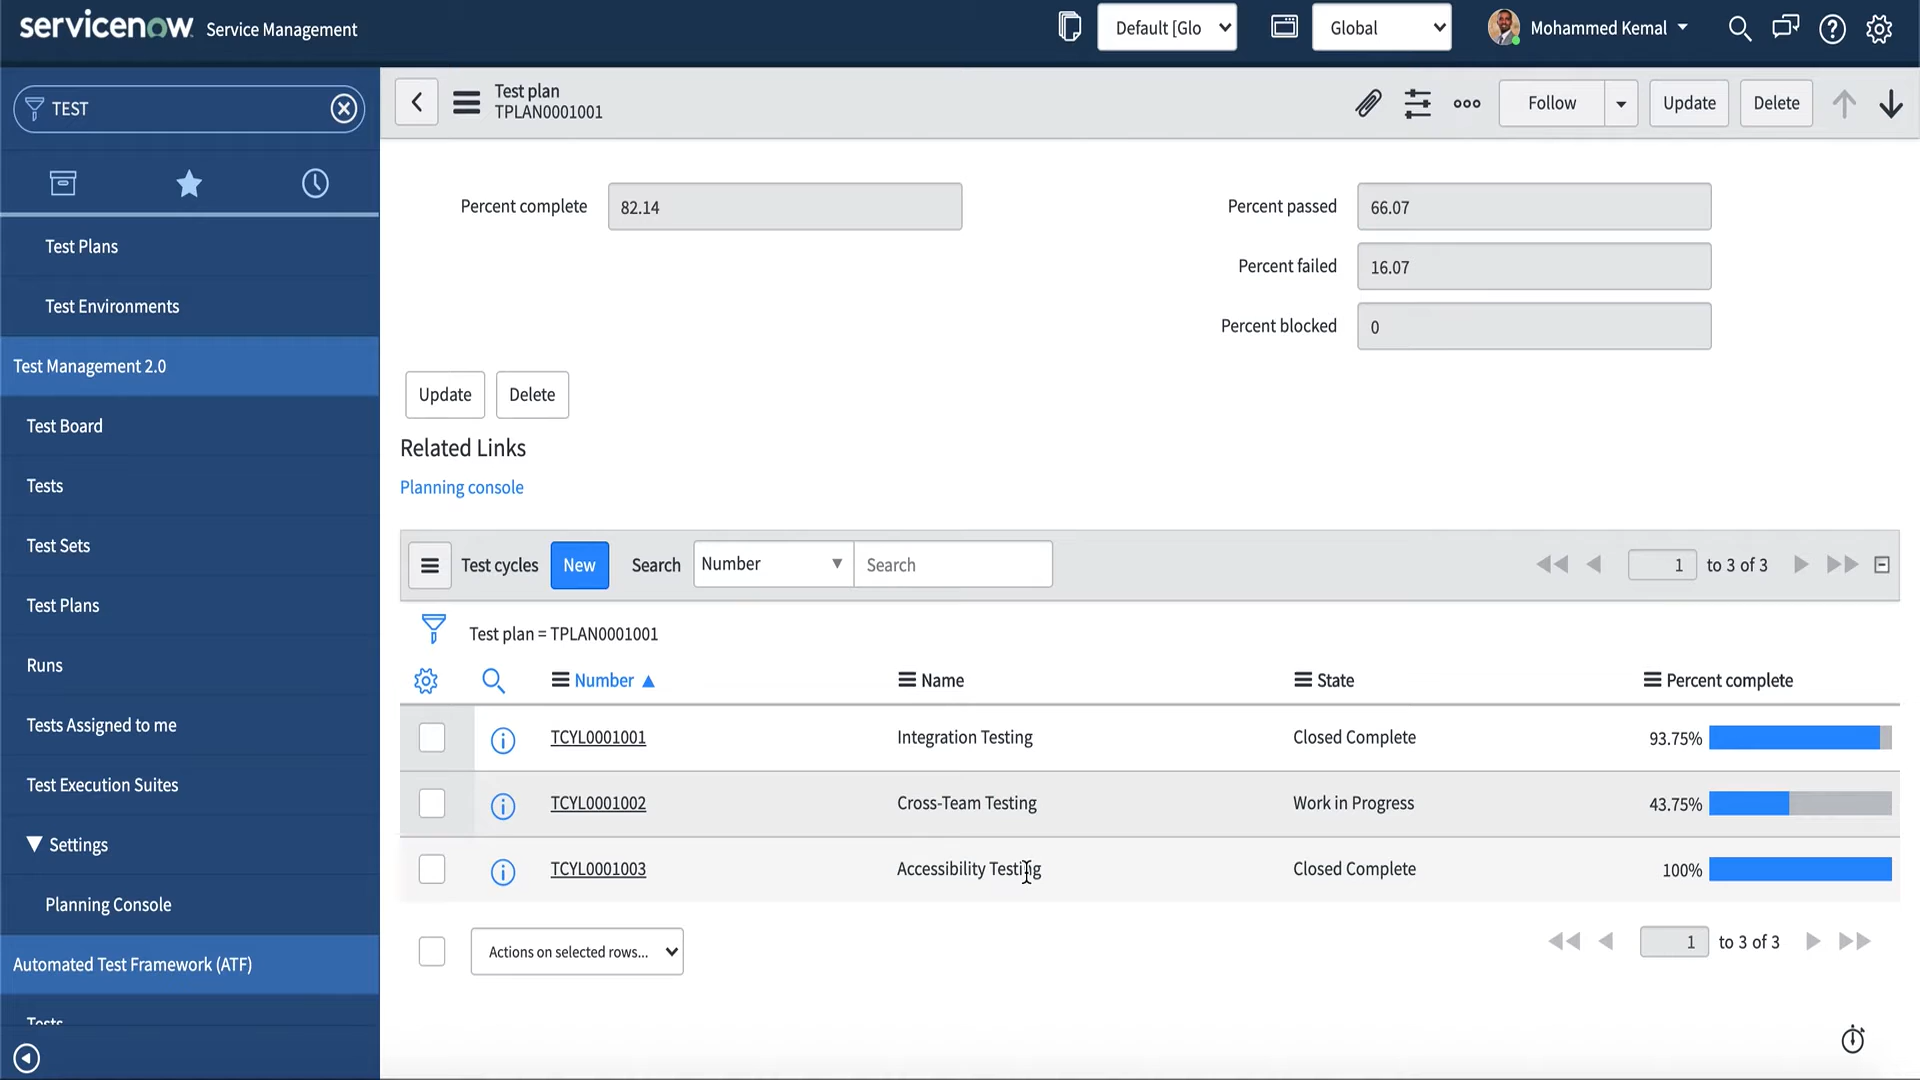 servicenow Service Management Default [Glo Global Mohammed Kemal
TEST
Test Plans
Test Environments
Test Management 2.0
Test Board
Tests
Test Sets
Test Plans
Runs
Tests Assigned to me
Test Execution Suites
Settings
Planning Console
Automated Test Framework (ATF)
Tests
Test plan
TPLAN0001001
Follow Update Delete
Percent complete 82.14 Percent passed 66.07
Percent failed 16.07
Percent blocked 0
Update Delete
Related Links
Planning console
Test cycles New Search Number Search 1 to 3 of 3
Test plan = TPLAN0001001
Number Name State Percent complete
TCYL0001001 Integration Testing Closed Complete 93.75%
TCYL0001002 Cross-Team Testing Work in Progress 43.75%
TCYL0001003 Accessibility Testing Closed Complete 100%
Actions on selected rows... 1 to 3 of 3